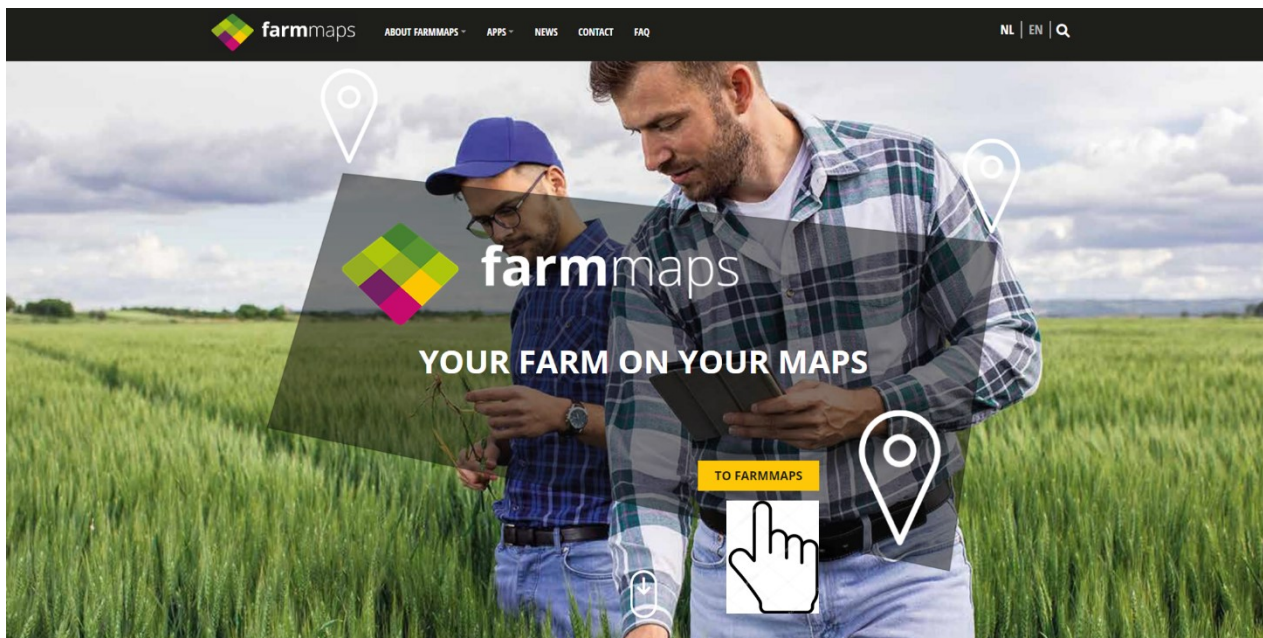 farmmaps
ABOUT FARMMAPS
APPS
NEWS
CONTACT
FAQ
NL | EN
farmmaps
YOUR FARM ON YOUR MAPS
TO FARMMAPS